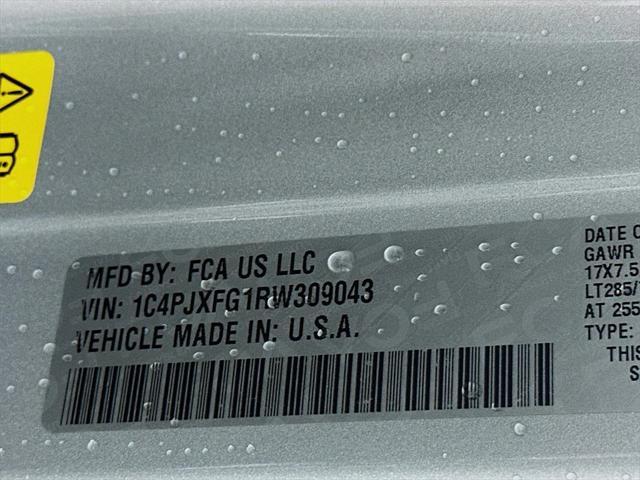 MFD BY: FCA US LLC
VIN: 1C4PJXFG1RW309043
VEHICLE MADE IN: U.S.A.
DATE O
GAWR
17X7.5
LT285/
AT 255
TYPE:
THIS
S